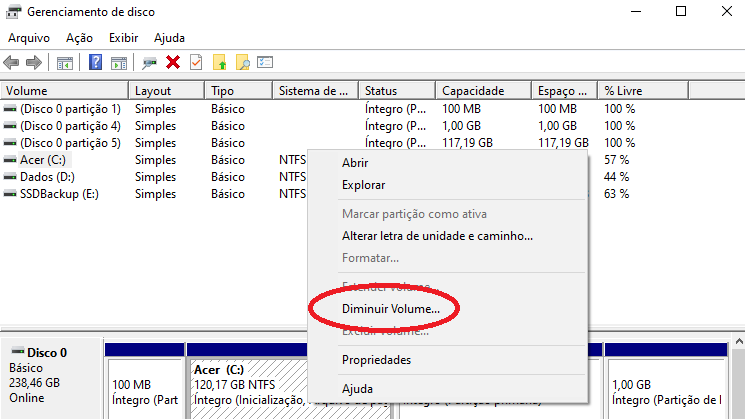 Gerenciamento de disco
Arquivo Ação Exibir Ajuda
Volume Layout Tipo Sistema de ... Status Capacidade Espaço ... % Livre
(Disco 0 partição 1) Simples Básico Íntegro (P... 100 MB 100 MB 100 %
(Disco 0 partição 4) Simples Básico Íntegro (P... 1,00 GB 1,00 GB 100 %
(Disco 0 partição 5) Simples Básico Íntegro (P... 117,19 GB 117,19 GB 100 %
Acer (C:) Simples Básico NTFS 57 %
Dados (D:) Simples Básico NTFS 44 %
SSDBackup (E:) Simples Básico NTFS 63 %
Abrir
Explorar
Marcar partição como ativa
Alterar letra de unidade e caminho...
Formatar...
Estender volume...
Diminuir Volume...
Excluir volume...
Propriedades
Ajuda
Disco 0
Básico
238,46 GB
Online
100 MB
Íntegro (Part
Acer (C:)
120,17 GB NTFS
Íntegro (Inicialização, Arquivo de pa
Íntegro (Partição primária)
1,00 GB
Íntegro (Partição de